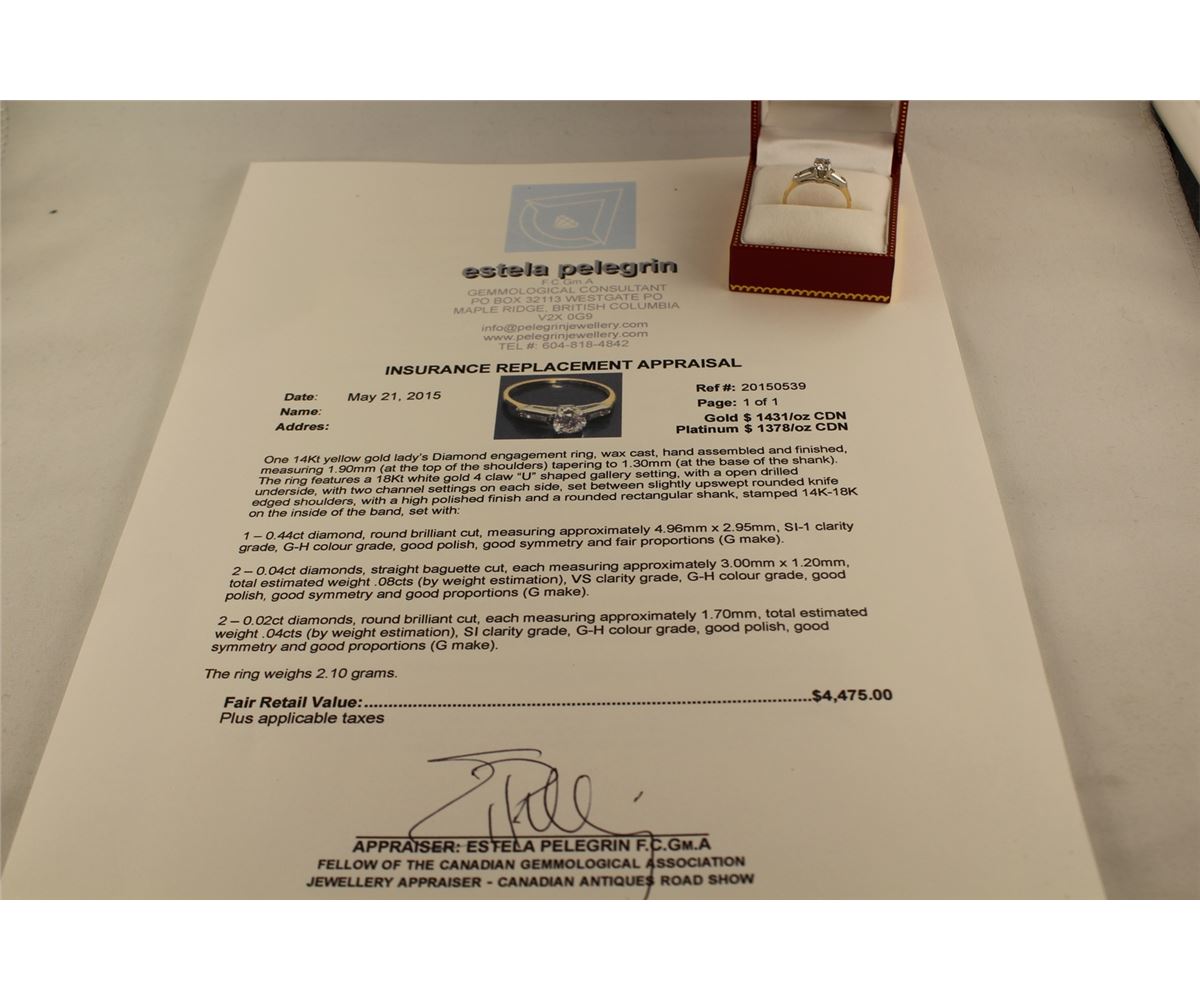 estela pelegrin
F.C.Gm.A
GEMMOLOGICAL CONSULTANT
PO BOX 32113 WESTGATE PO
MAPLE RIDGE, BRITISH COLUMBIA
V2X 0G9
info@pelegrinjewellery.com
www.pelegrinjewellery.com
TEL #: 604-818-4842
INSURANCE REPLACEMENT APPRAISAL
Date: May 21, 2015
Name:
Addres:
Ref #: 20150539
Page: 1 of 1
Gold $ 1431/oz CDN
Platinum $ 1378/oz CDN
One 14Kt yellow gold lady's Diamond engagement ring, wax cast, hand assembled and finished,
measuring 1.90mm (at the top of the shoulders) tapering to 1.30mm (at the base of the shank).
The ring features a 18Kt white gold 4 claw "U" shaped gallery setting, with a open drilled
underside, with two channel settings on each side, set between slightly upswept rounded knife
edged shoulders, with a high polished finish and a rounded rectangular shank, stamped 14K-18K
on the inside of the band, set with:
1 – 0.44ct diamond, round brilliant cut, measuring approximately 4.96mm x 2.95mm, SI-1 clarity
grade, G-H colour grade, good polish, good symmetry and fair proportions (G make).
2 – 0.04ct diamonds, straight baguette cut, each measuring approximately 3.00mm x 1.20mm,
total estimated weight .08cts (by weight estimation), VS clarity grade, G-H colour grade, good
polish, good symmetry and good proportions (G make).
2 – 0.02ct diamonds, round brilliant cut, each measuring approximately 1.70mm, total estimated
weight .04cts (by weight estimation), SI clarity grade, G-H colour grade, good polish, good
symmetry and good proportions (G make).
The ring weighs 2.10 grams.
Fair Retail Value:..........................................................................................$4,475.00
Plus applicable taxes
APPRAISER: ESTELA PELEGRIN F.C.GM.A
FELLOW OF THE CANADIAN GEMMOLOGICAL ASSOCIATION
JEWELLERY APPRAISER - CANADIAN ANTIQUES ROAD SHOW